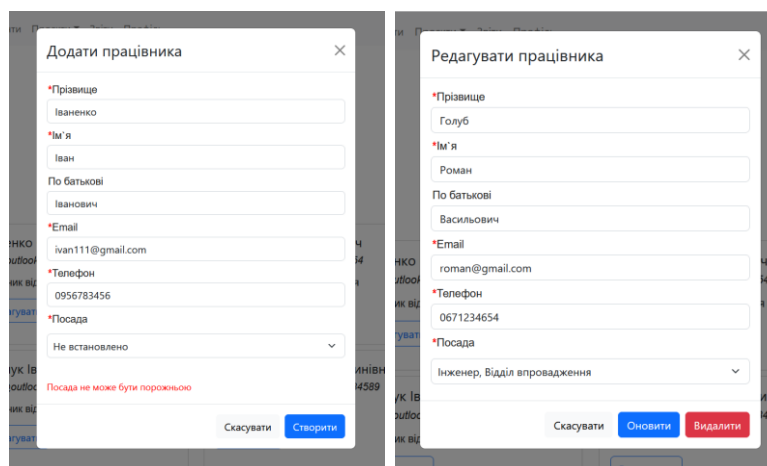 Додати працівника
*Прізвище
Іваненко
*Ім'я
Іван
По батькові
Іванович
*Email
ivan111@gmail.com
*Телефон
0956783456
*Посада
Не встановлено
Посада не може бути порожньою
Скасувати Створити
Редагувати працівника
*Прізвище
Голуб
*Ім'я
Роман
По батькові
Васильович
*Email
roman@gmail.com
*Телефон
0671234654
*Посада
Інженер, Відділ впровадження
Скасувати Оновити Видалити